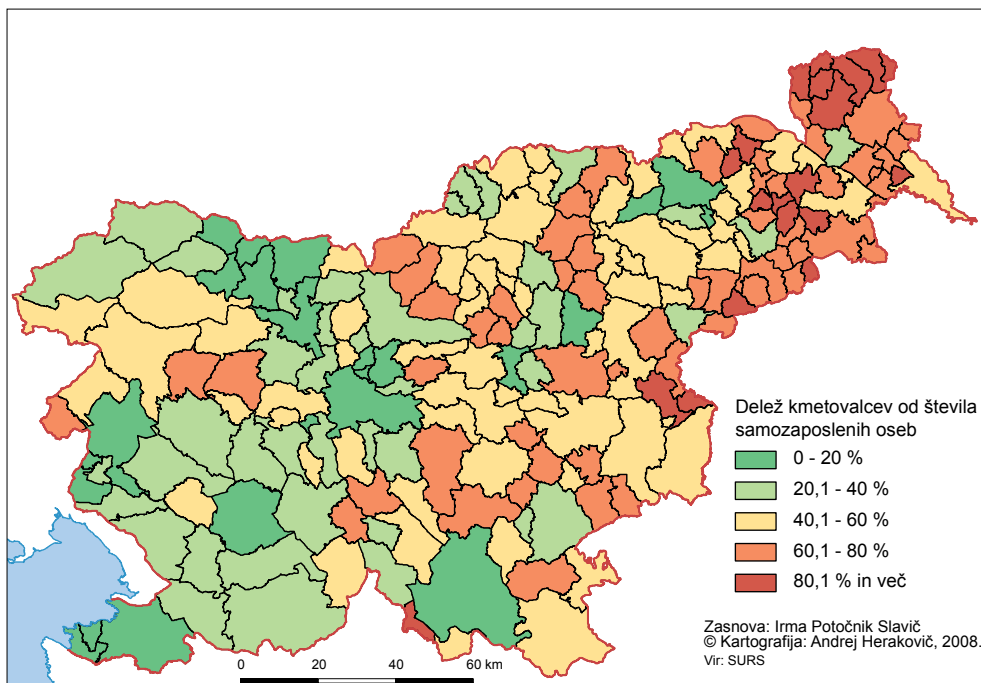 Delež kmetovalcev od števila
samozaposlenih oseb
0 - 20 %
20,1 - 40 %
40,1 - 60 %
60,1 - 80 %
80,1 % in več
Zasnova: Irma Potočnik Slavič
© Kartografija: Andrej Herakovič, 2008.
Vir: SURS
0 20 40 60 km